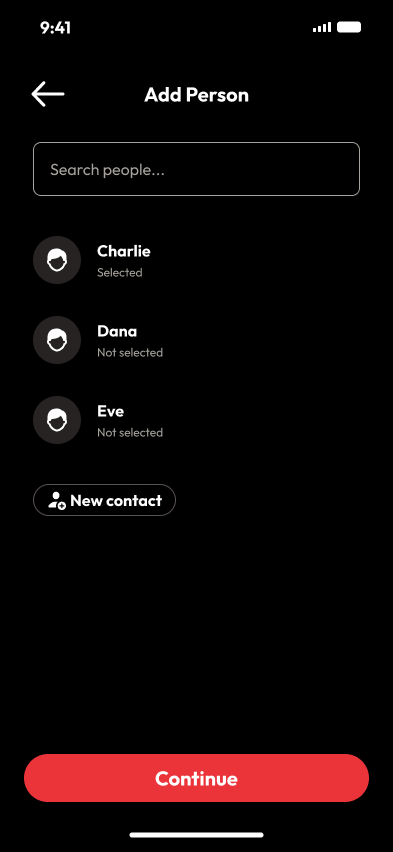 9:41
Add Person
Search people...
Charlie
Selected
Dana
Not selected
Eve
Not selected
New contact
Continue